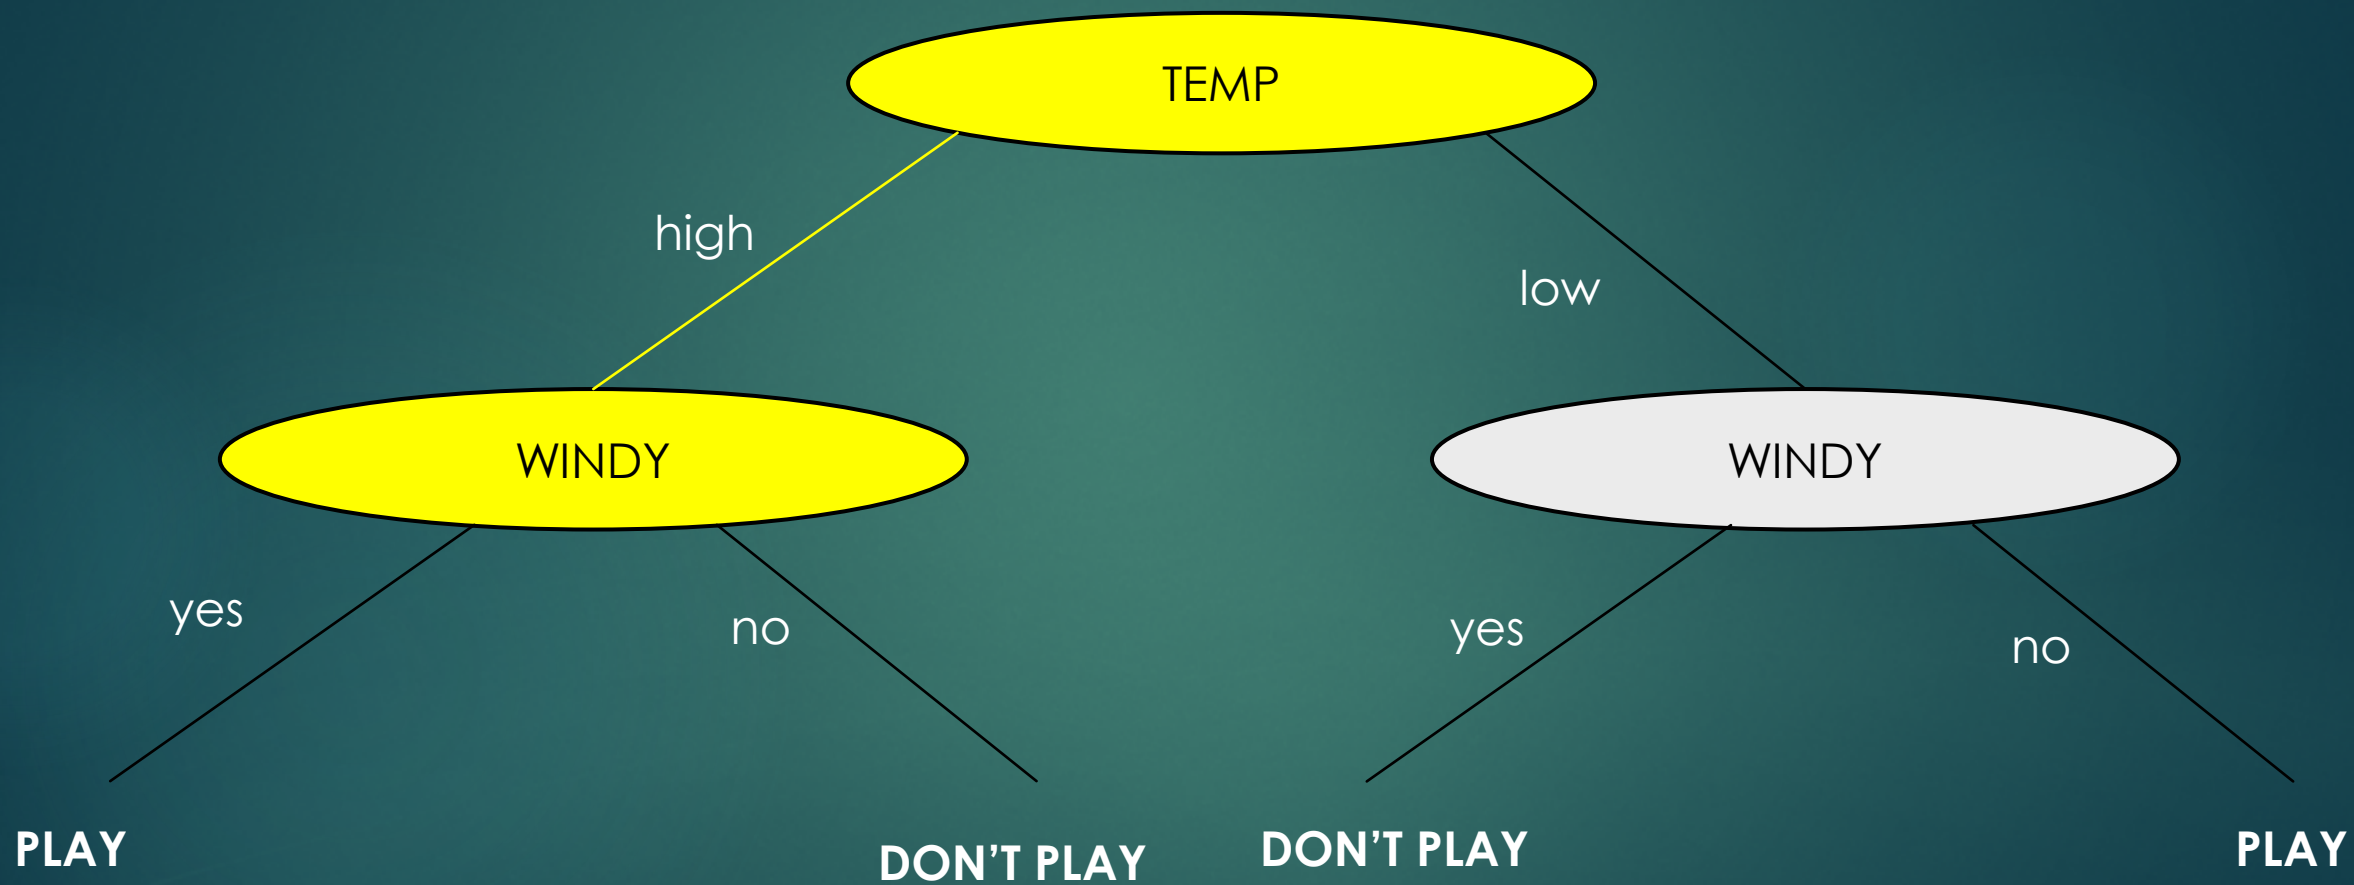 TEMP
high
low
WINDY
WINDY
yes
no
yes
no
PLAY
DON’T PLAY
DON’T PLAY
PLAY